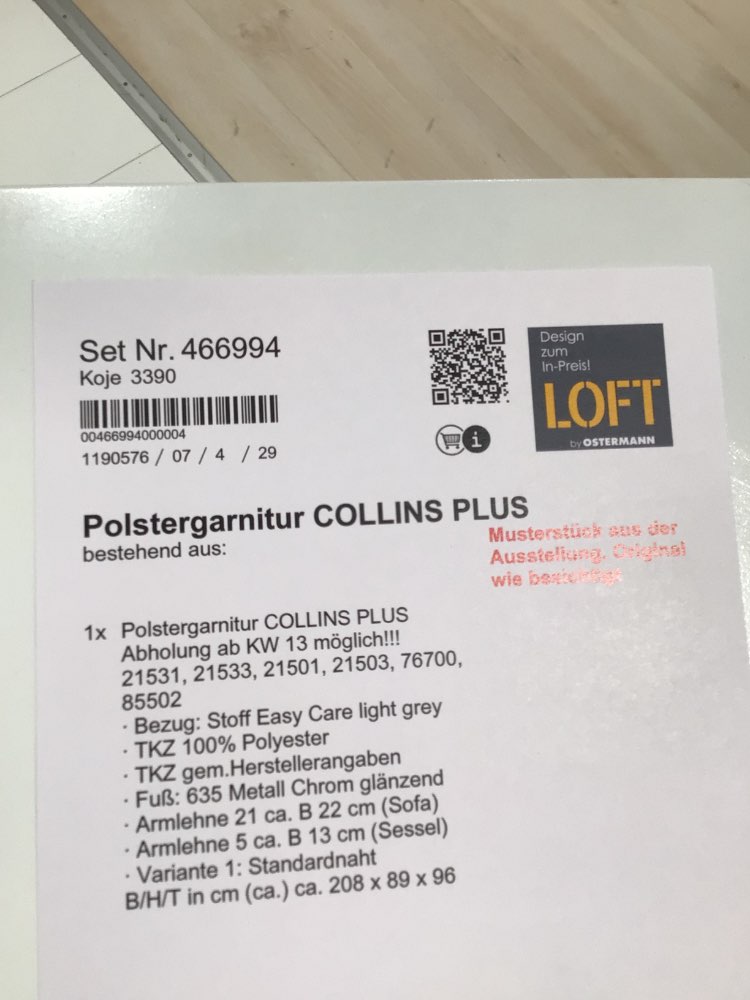 Set Nr. 466994
Koje 3390
00466994000004
1190576 / 07 / 4 / 29
Design
zum
In-Preis!
LOFT
by OSTERMANN
i
Polstergarnitur COLLINS PLUS
bestehend aus:
Musterstück aus der
Ausstellung. Original
wie besichtigt
1x Polstergarnitur COLLINS PLUS
Abholung ab KW 13 möglich!!!
21531, 21533, 21501, 21503, 76700,
85502
· Bezug: Stoff Easy Care light grey
· TKZ 100% Polyester
· TKZ gem.Herstellerangaben
· Fuß: 635 Metall Chrom glänzend
· Armlehne 21 ca. B 22 cm (Sofa)
· Armlehne 5 ca. B 13 cm (Sessel)
· Variante 1: Standardnaht
B/H/T in cm (ca.) ca. 208 x 89 x 96